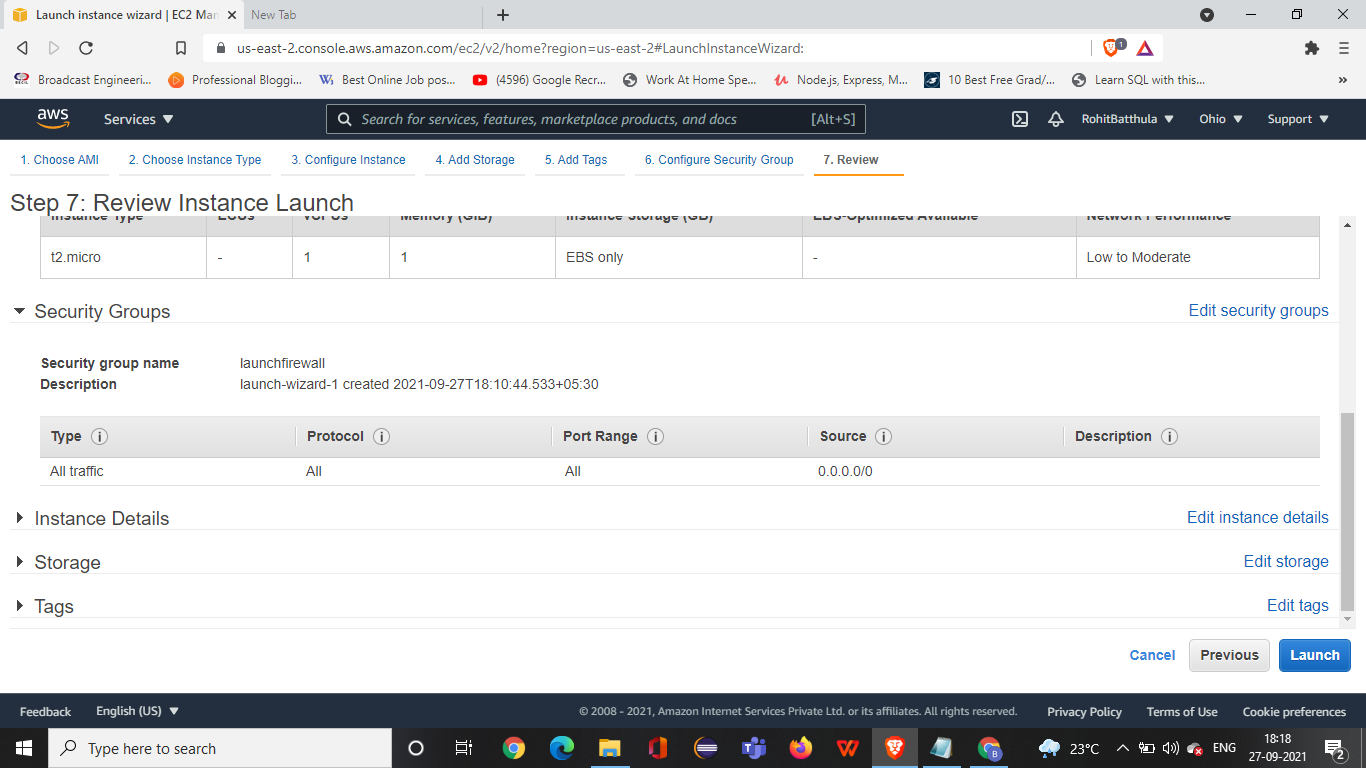 Launch instance wizard | EC2 Man
New Tab
us-east-2.console.aws.amazon.com/ec2/v2/home?region=us-east-2#LaunchInstanceWizard:
1
Broadcast Engineeri... Professional Bloggi... Best Online Job pos... (4596) Google Recr... Work At Home Spe... Node.js, Express, M... 10 Best Free Grad/... Learn SQL with this... »
aws Services Search for services, features, marketplace products, and docs [Alt+S] RohitBatthula Ohio Support
1. Choose AMI 2. Choose Instance Type 3. Configure Instance 4. Add Storage 5. Add Tags 6. Configure Security Group 7. Review
Step 7: Review Instance Launch
Instance Type ECUs vCPUs Memory (GiB) Instance Storage (GB) EBS-Optimized Available Network Performance
t2.micro - 1 1 EBS only - Low to Moderate
Security Groups Edit security groups
Security group name launchfirewall
Description launch-wizard-1 created 2021-09-27T18:10:44.533+05:30
Type Protocol Port Range Source Description
All traffic All All 0.0.0.0/0
Instance Details Edit instance details
Storage Edit storage
Tags Edit tags
Cancel Previous Launch
Feedback English (US) © 2008 - 2021, Amazon Internet Services Private Ltd. or its affiliates. All rights reserved. Privacy Policy Terms of Use Cookie preferences
Type here to search 23°C ENG 18:18
27-09-2021
2